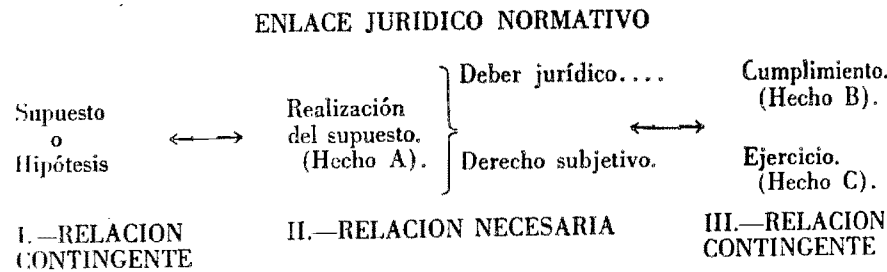 ENLACE JURIDICO NORMATIVO
Supuesto
o
Hipótesis
Realización
del supuesto.
(Hecho A).
Deber jurídico....
Derecho subjetivo.
Cumplimiento.
(Hecho B).
Ejercicio.
(Hecho C).
I.—RELACION
CONTINGENTE
II.—RELACION NECESARIA
III.—RELACION
CONTINGENTE